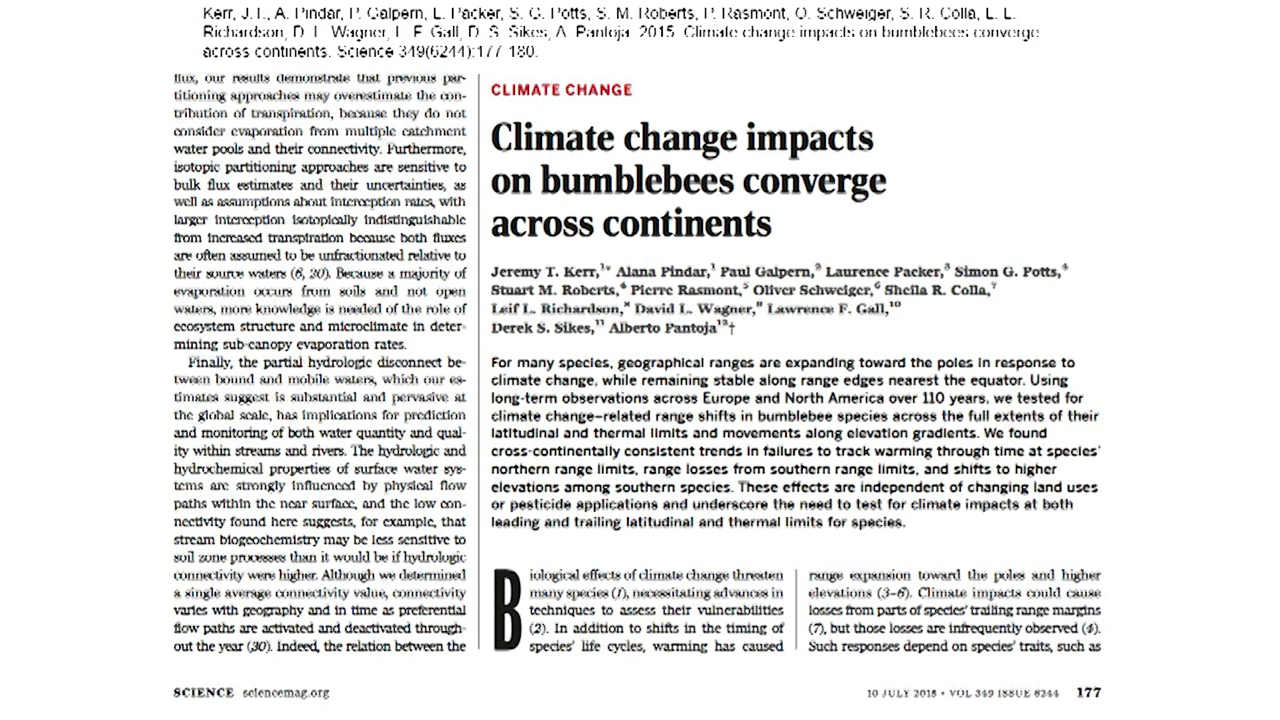 Kerr, J.T., A. Pindar, P. Galpern, L. Packer, S. G. Potts, S. M. Roberts, P. Rasmont, O. Schweiger, S. R. Colla, L. L.
Richardson, D. L. Wagner, L. F. Gall, D. S. Sikes, A. Pantoja. 2015. Climate change impacts on bumblebees converge
across continents. Science 349(6244):177-180.
flux, our results demonstrate that previous par-
titioning approaches may overestimate the con-
tribution of transpiration, because they do not
consider evaporation from multiple catchment
water pools and their connectivity. Furthermore,
isotopic partitioning approaches are sensitive to
bulk flux estimates and their uncertainties, as
well as assumptions about interception rates, with
larger interception isotopically indistinguishable
from increased transpiration because both fluxes
are often assumed to be unfractionated relative to
their source waters (6, 20). Because a majority of
evaporation occurs from soils and not open
waters, more knowledge is needed of the role of
ecosystem structure and microclimate in deter-
mining sub-canopy evaporation rates.
Finally, the partial hydrologic disconnect be-
tween bound and mobile waters, which our es-
timates suggest is substantial and pervasive at
the global scale, has implications for prediction
and monitoring of both water quantity and qual-
ity within streams and rivers. The hydrologic and
hydrochemical properties of surface water sys-
tems are strongly influenced by physical flow
paths within the near surface, and the low con-
nectivity found here suggests, for example, that
stream biogeochemistry may be less sensitive to
soil zone processes than it would be if hydrologic
connectivity were higher. Although we determined
a single average connectivity value, connectivity
varies with geography and in time as preferential
flow paths are activated and deactivated through-
out the year (30). Indeed, the relation between the
CLIMATE CHANGE
Climate change impacts
on bumblebees converge
across continents
Jeremy T. Kerr,¹* Alana Pindar,¹ Paul Galpern,² Laurence Packer,³ Simon G. Potts,⁴
Stuart M. Roberts,⁴ Pierre Rasmont,⁵ Oliver Schweiger,⁶ Sheila R. Colla,⁷
Leif L. Richardson,⁸ David L. Wagner,⁹ Lawrence F. Gall,¹⁰
Derek S. Sikes,¹¹ Alberto Pantoja¹²†
For many species, geographical ranges are expanding toward the poles in response to
climate change, while remaining stable along range edges nearest the equator. Using
long-term observations across Europe and North America over 110 years, we tested for
climate change–related range shifts in bumblebee species across the full extents of their
latitudinal and thermal limits and movements along elevation gradients. We found
cross-continentally consistent trends in failures to track warming through time at species'
northern range limits, range losses from southern range limits, and shifts to higher
elevations among southern species. These effects are independent of changing land uses
or pesticide applications and underscore the need to test for climate impacts at both
leading and trailing latitudinal and thermal limits for species.
Biological effects of climate change threaten
many species (1), necessitating advances in
techniques to assess their vulnerabilities
(2). In addition to shifts in the timing of
species' life cycles, warming has caused
range expansion toward the poles and higher
elevations (3–6). Climate impacts could cause
losses from parts of species' trailing range margins
(7), but those losses are infrequently observed (4).
Such responses depend on species' traits, such as
SCIENCE sciencemag.org
10 JULY 2015 • VOL 349 ISSUE 6244 177